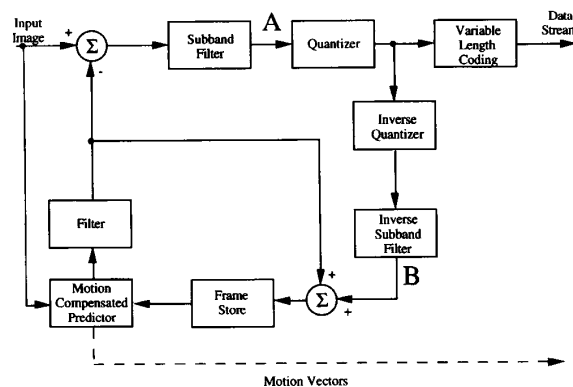 Input
Image
+
Σ
-
Subband
Filter
A
Quantizer
Variable
Length
Coding
Data
Stream
Inverse
Quantizer
Inverse
Subband
Filter
B
Filter
Motion
Compensated
Predictor
Frame
Store
+
Σ
+
Motion Vectors